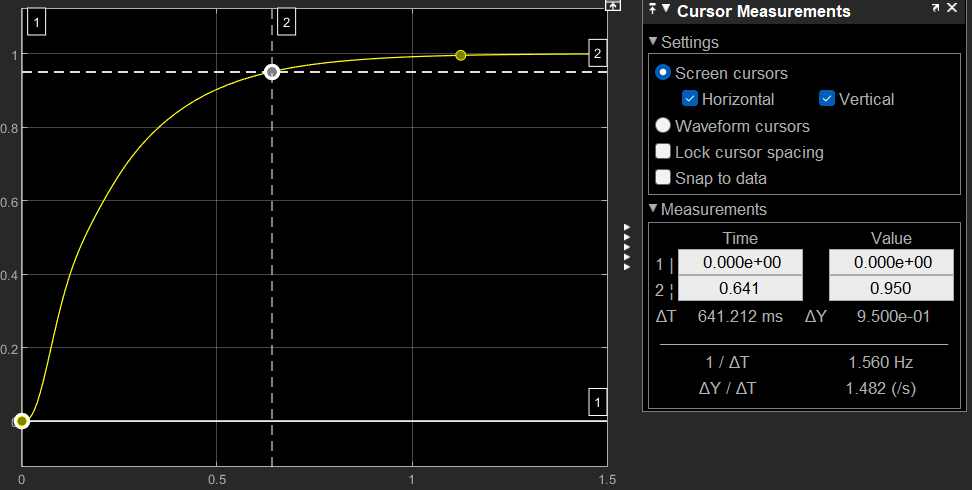 1
2
2
1
0.8
0.6
0.4
0.2
0
1
0
0.5
1
1.5
Cursor Measurements
Settings
Screen cursors
Horizontal Vertical
Waveform cursors
Lock cursor spacing
Snap to data
Measurements
Time Value
1 | 0.000e+00 0.000e+00
2 ¦ 0.641 0.950
ΔT 641.212 ms ΔY 9.500e-01
1 / ΔT 1.560 Hz
ΔY / ΔT 1.482 (/s)